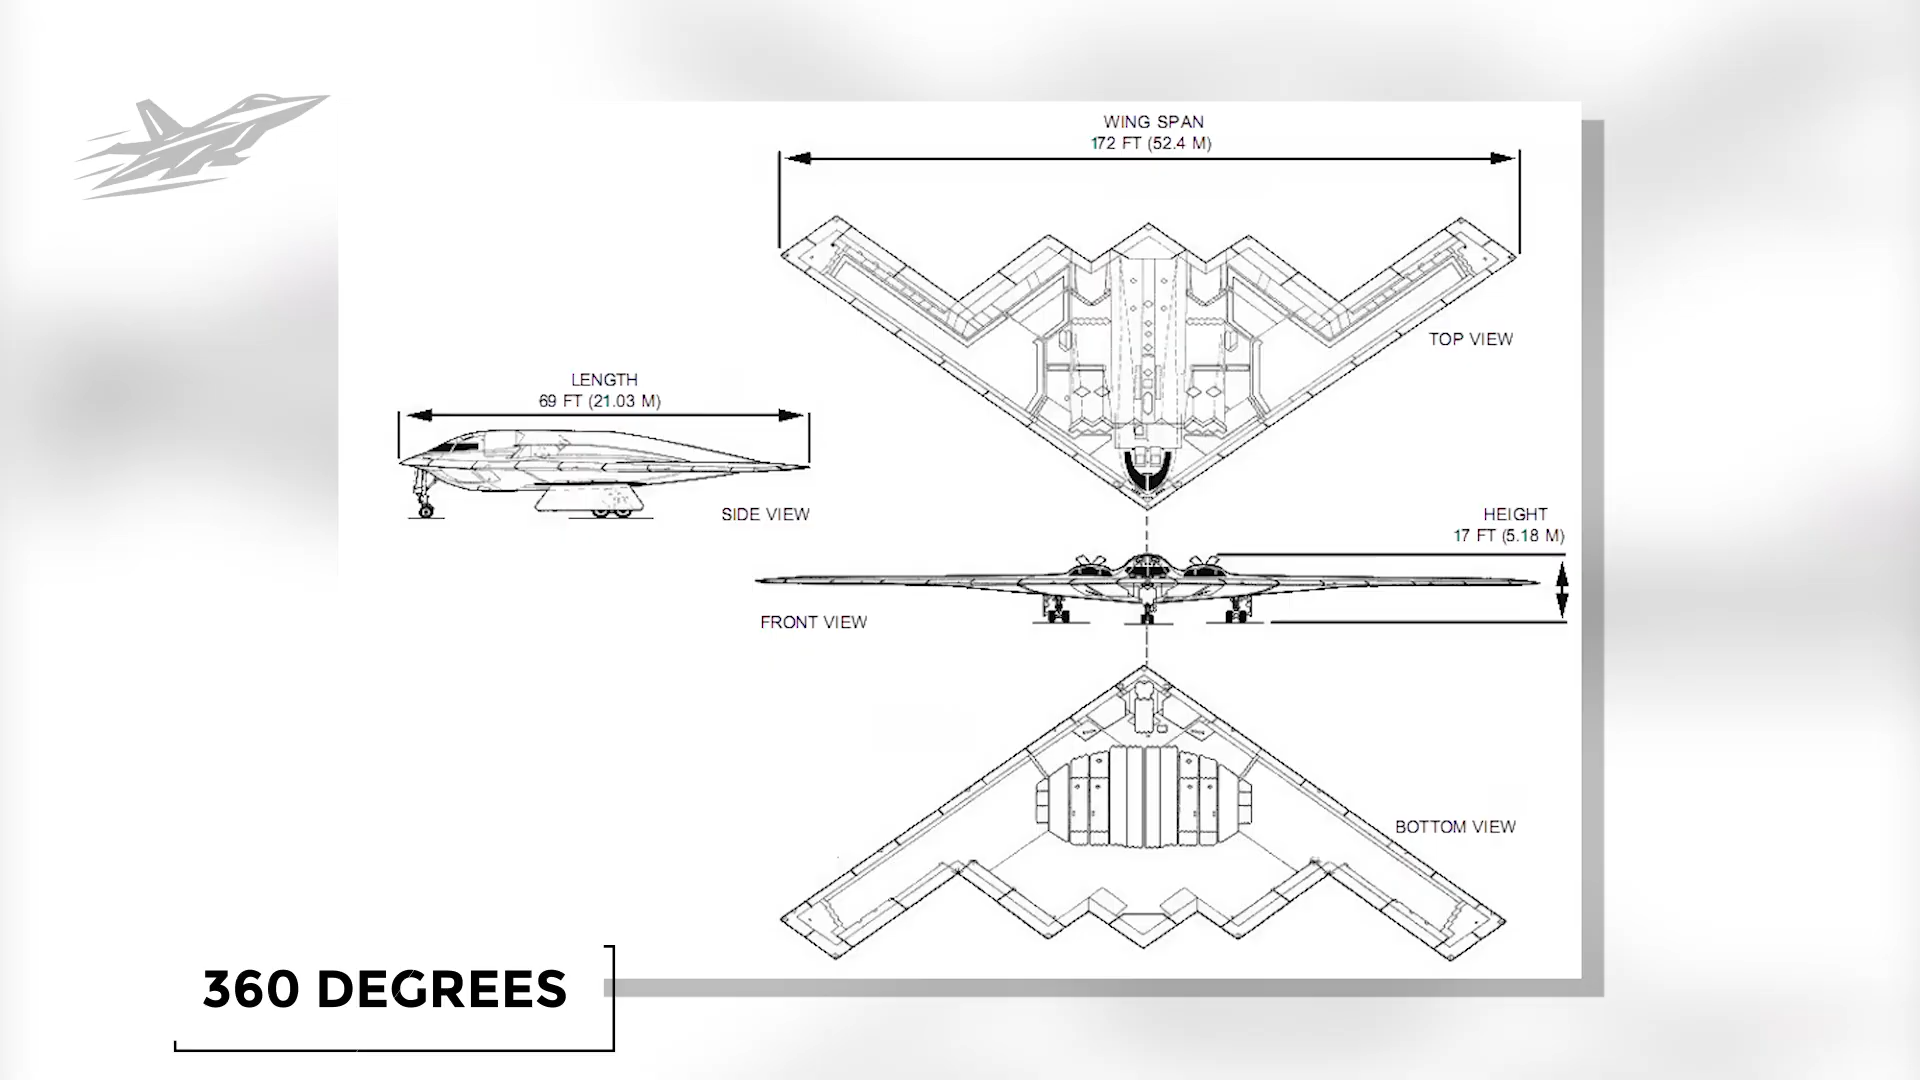 WING SPAN
172 FT (52.4 M)
TOP VIEW
LENGTH
69 FT (21.03 M)
SIDE VIEW
HEIGHT
17 FT (5.18 M)
FRONT VIEW
BOTTOM VIEW
360 DEGREES